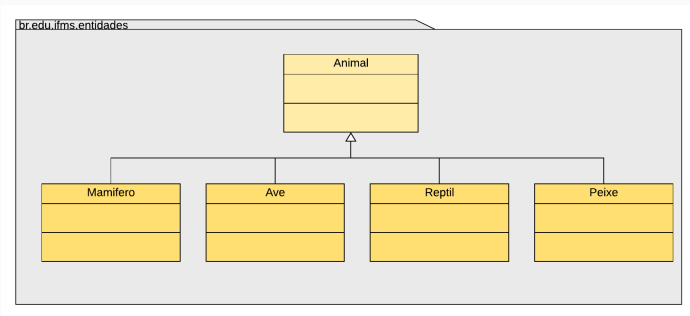 br.edu.ifms.entidades
Animal
Mamifero
Ave
Reptil
Peixe